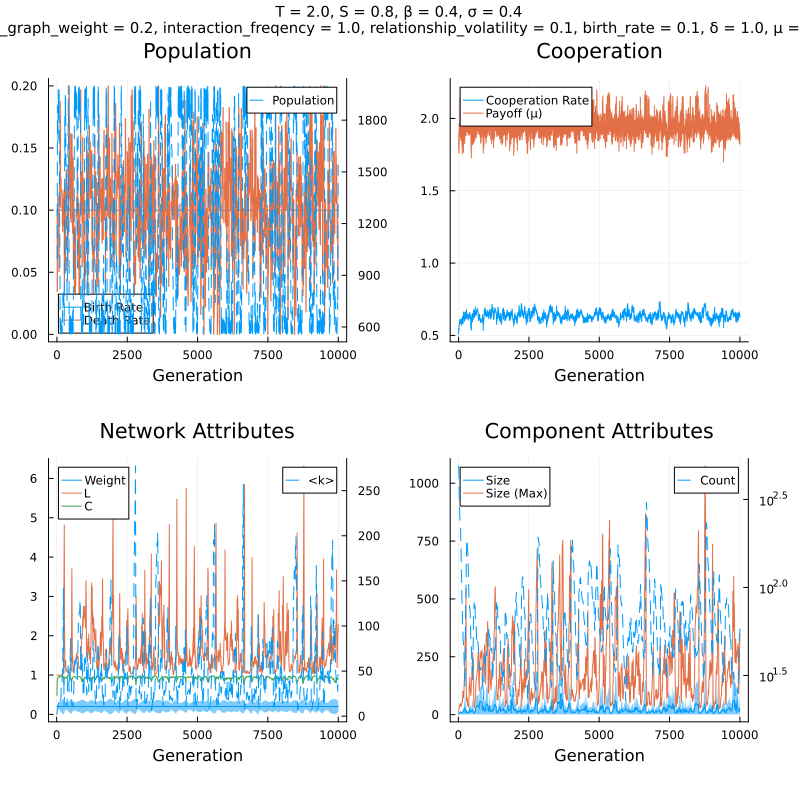 T = 2.0, S = 0.8, β = 0.4, σ = 0.4
_graph_weight = 0.2, interaction_freqency = 1.0, relationship_volatility = 0.1, birth_rate = 0.1, δ = 1.0, μ =
Population
Cooperation
0.20
0.15
0.10
0.05
0.00
Population
Birth Rate
Death Rate
1800
1500
1200
900
600
0 2500 5000 7500 10000
Generation
2.0
1.5
1.0
0.5
Cooperation Rate
Payoff (μ)
0 2500 5000 7500 10000
Generation
Network Attributes
Component Attributes
6
5
4
3
2
1
0
Weight
L
C
<k>
250
200
150
100
50
0
0 2500 5000 7500 10000
Generation
1000
750
500
250
0
Size
Size (Max)
Count
10^2.5
10^2.0
10^1.5
0 2500 5000 7500 10000
Generation